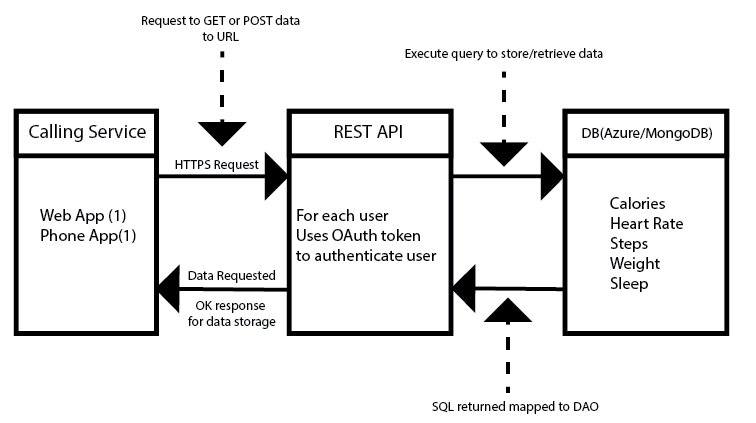 Request to GET or POST data
to URL
Execute query to store/retrieve data
Calling Service
REST API
DB(Azure/MongoDB)
HTTPS Request
Web App (1)
Phone App(1)
For each user
Uses OAuth token
to authenticate user
Calories
Heart Rate
Steps
Weight
Sleep
Data Requested
OK response
for data storage
SQL returned mapped to DAO